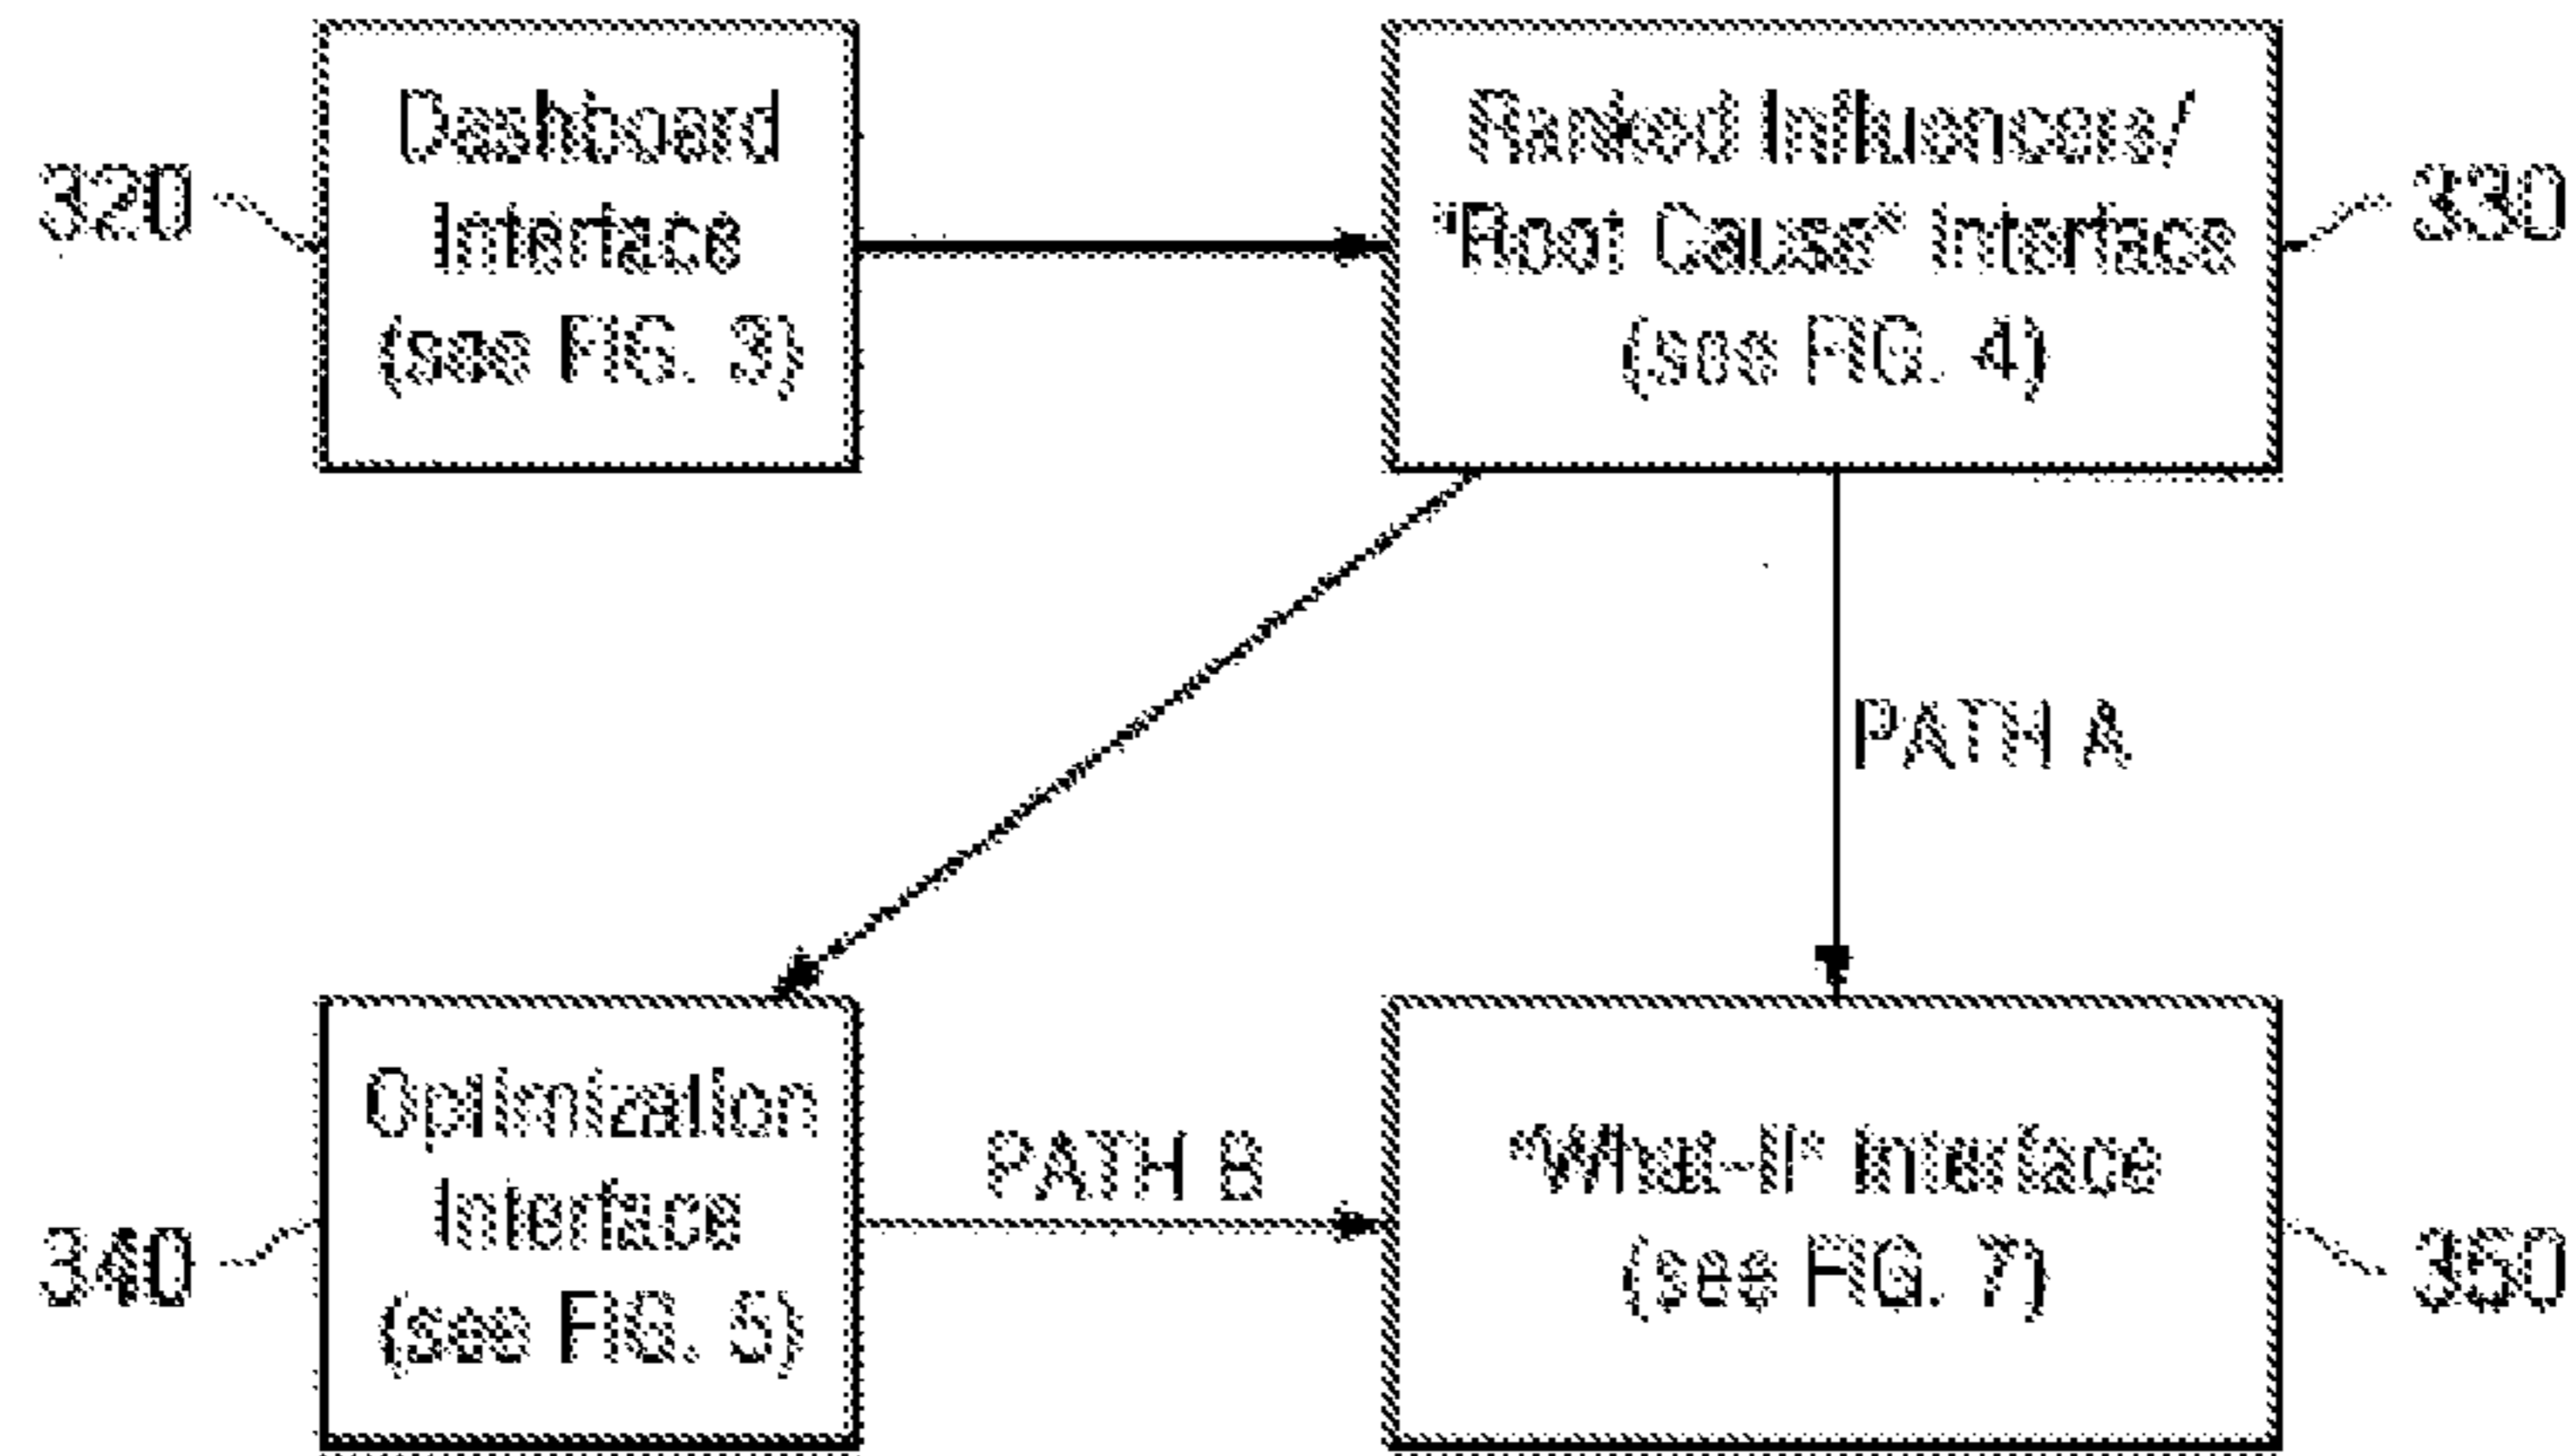 320
Dashboard
Interface
(see FIG. 3)
Ranked Influencers/
"Root Cause" Interface
(see FIG. 4)
330
PATH A
340
Optimization
Interface
(see FIG. 5)
PATH B
"What-If" Interface
(see FIG. 7)
350